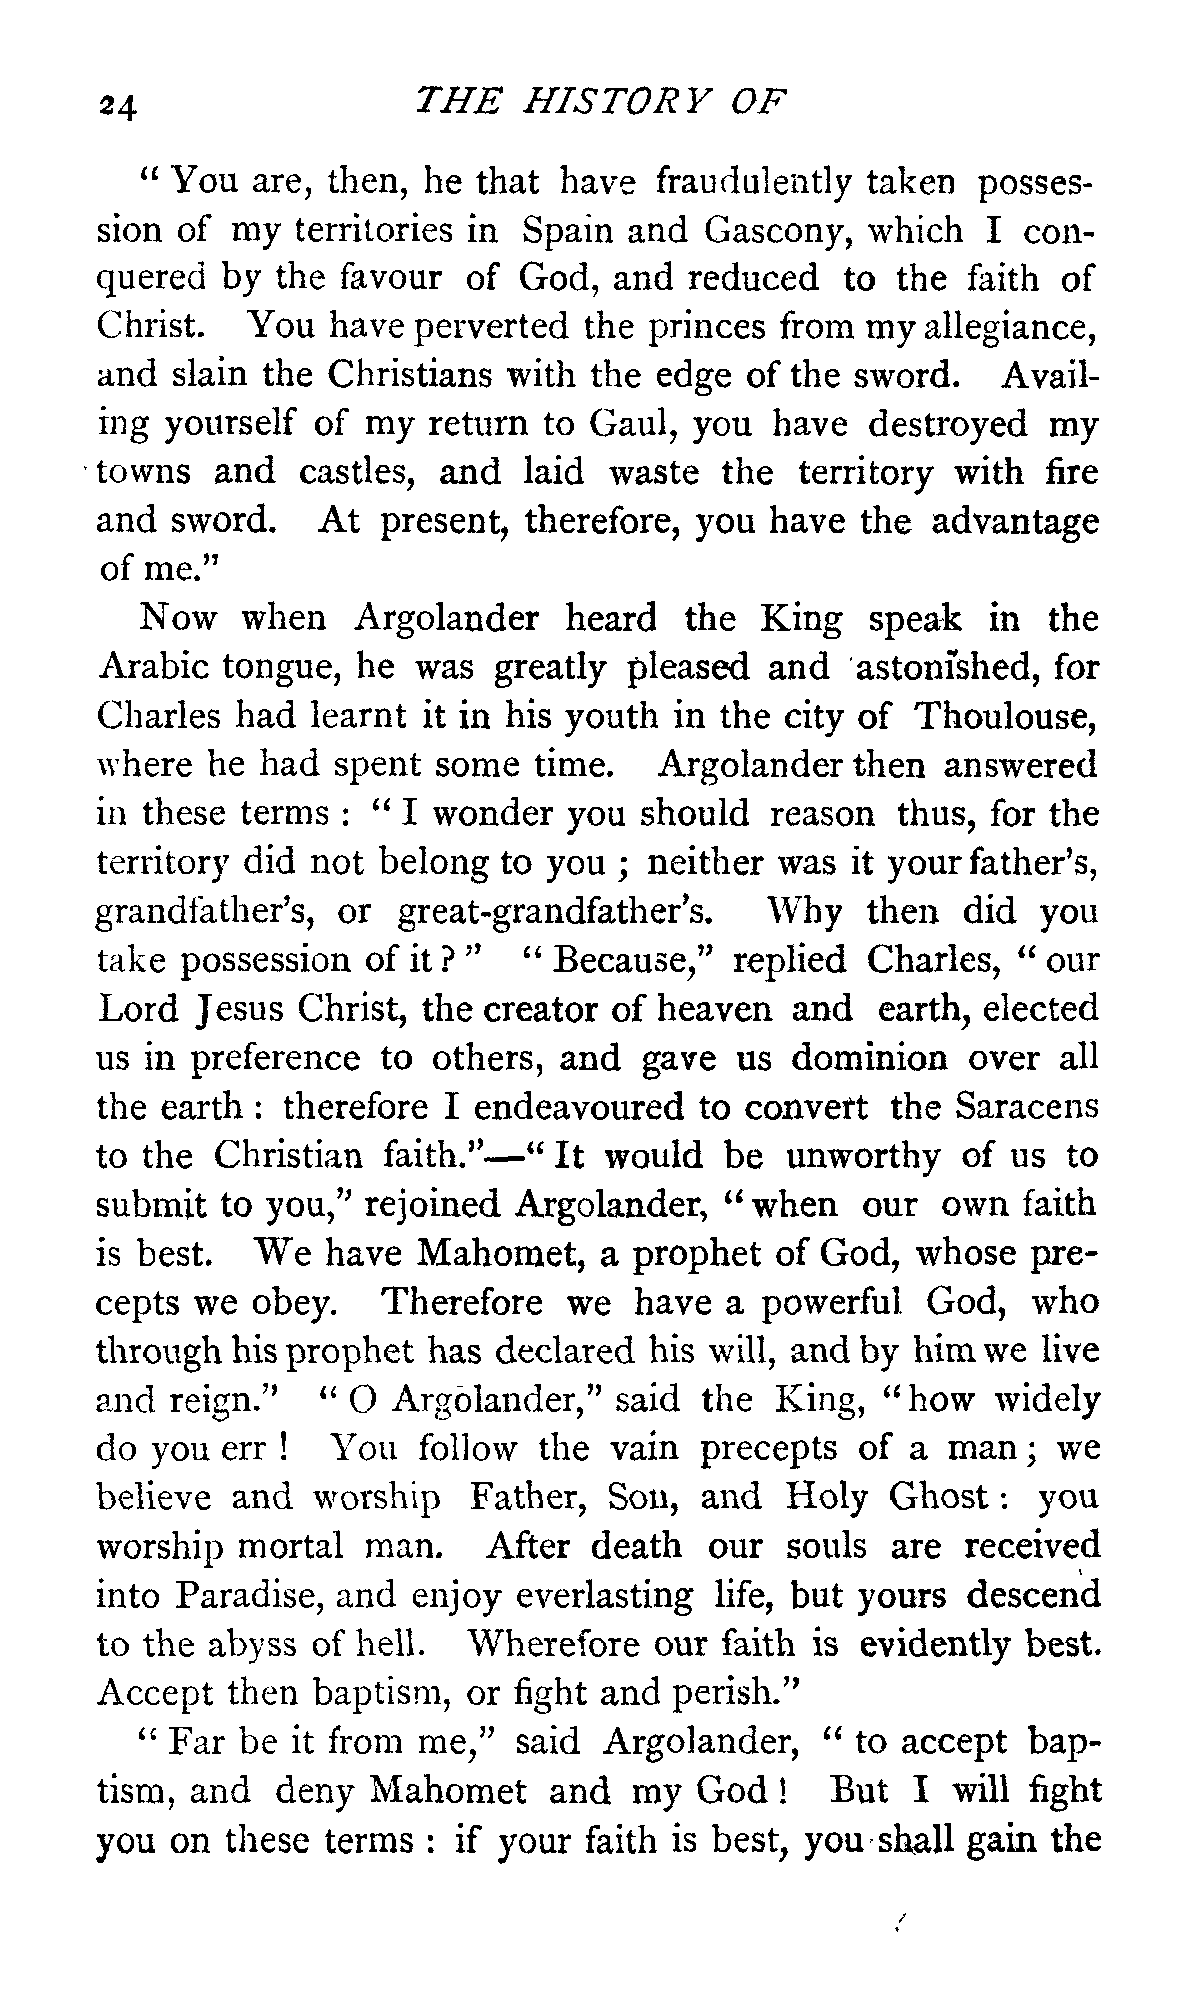 24 THE HISTORY OF
“ You are, then, he that have fraudulently taken posses-
sion of my territories in Spain and Gascony, which I con-
quered by the favour of God, and reduced to the faith of
Christ. You have perverted the princes from my allegiance,
and slain the Christians with the edge of the sword. Avail-
ing yourself of my return to Gaul, you have destroyed my
towns and castles, and laid waste the territory with fire
and sword. At present, therefore, you have the advantage
of me.”
Now when Argolander heard the King speak in the
Arabic tongue, he was greatly pleased and astonished, for
Charles had learnt it in his youth in the city of Thoulouse,
where he had spent some time. Argolander then answered
in these terms : “ I wonder you should reason thus, for the
territory did not belong to you ; neither was it your father’s,
grandfather’s, or great-grandfather’s. Why then did you
take possession of it ? ” “ Because,” replied Charles, “ our
Lord Jesus Christ, the creator of heaven and earth, elected
us in preference to others, and gave us dominion over all
the earth : therefore I endeavoured to convert the Saracens
to the Christian faith.”—“ It would be unworthy of us to
submit to you,” rejoined Argolander, “ when our own faith
is best. We have Mahomet, a prophet of God, whose pre-
cepts we obey. Therefore we have a powerful God, who
through his prophet has declared his will, and by him we live
and reign.” “ O Argolander,” said the King, “ how widely
do you err ! You follow the vain precepts of a man ; we
believe and worship Father, Son, and Holy Ghost : you
worship mortal man. After death our souls are received
into Paradise, and enjoy everlasting life, but yours descend
to the abyss of hell. Wherefore our faith is evidently best.
Accept then baptism, or fight and perish.”
“ Far be it from me,” said Argolander, “ to accept bap-
tism, and deny Mahomet and my God ! But I will fight
you on these terms : if your faith is best, you shall gain the